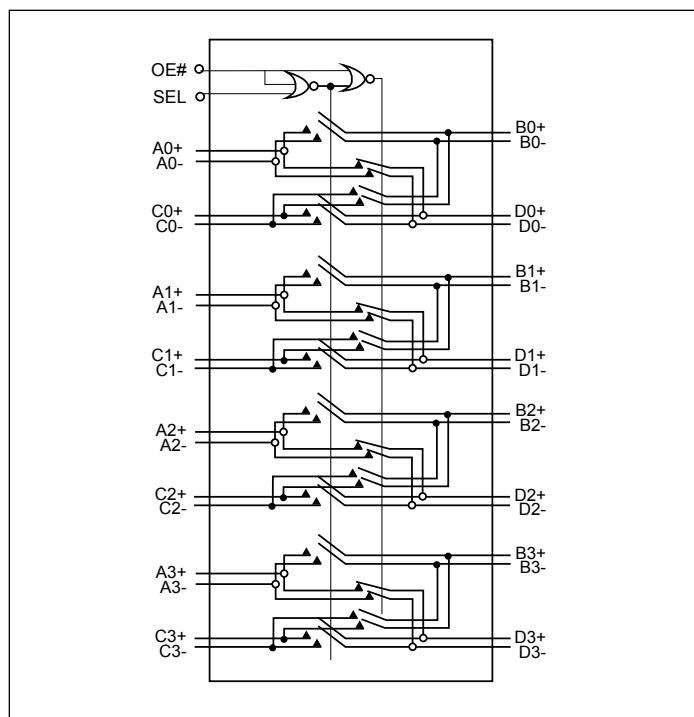 OE#
SEL
A0+
A0-
B0+
B0-
C0+
C0-
D0+
D0-
A1+
A1-
B1+
B1-
C1+
C1-
D1+
D1-
A2+
A2-
B2+
B2-
C2+
C2-
D2+
D2-
A3+
A3-
B3+
B3-
C3+
C3-
D3+
D3-